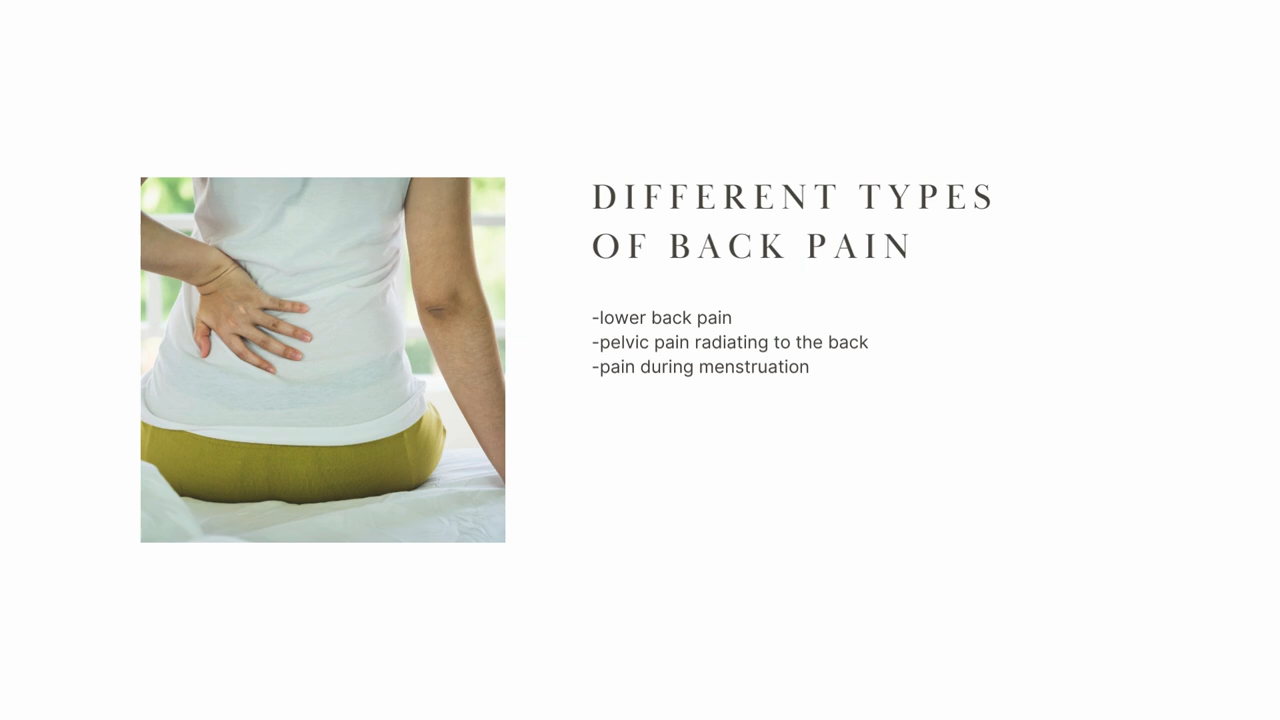 DIFFERENT TYPES
OF BACK PAIN
-lower back pain
-pelvic pain radiating to the back
-pain during menstruation